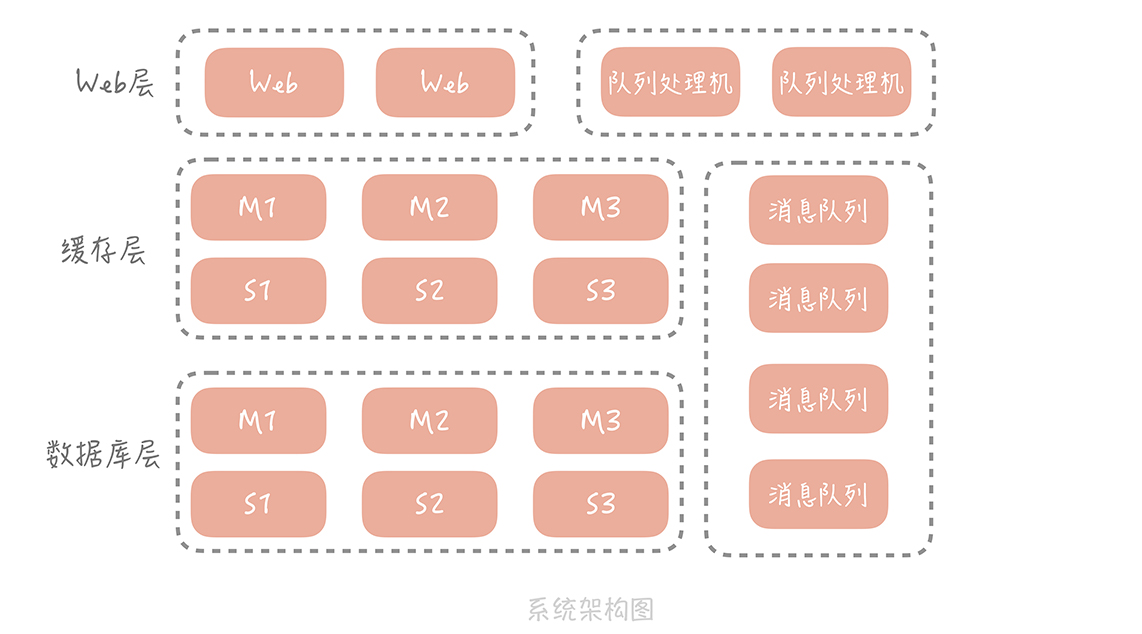 Web层
Web
Web
队列处理机
队列处理机
缓存层
M1
M2
M3
S1
S2
S3
消息队列
消息队列
数据库层
M1
M2
M3
S1
S2
S3
消息队列
消息队列
系统架构图